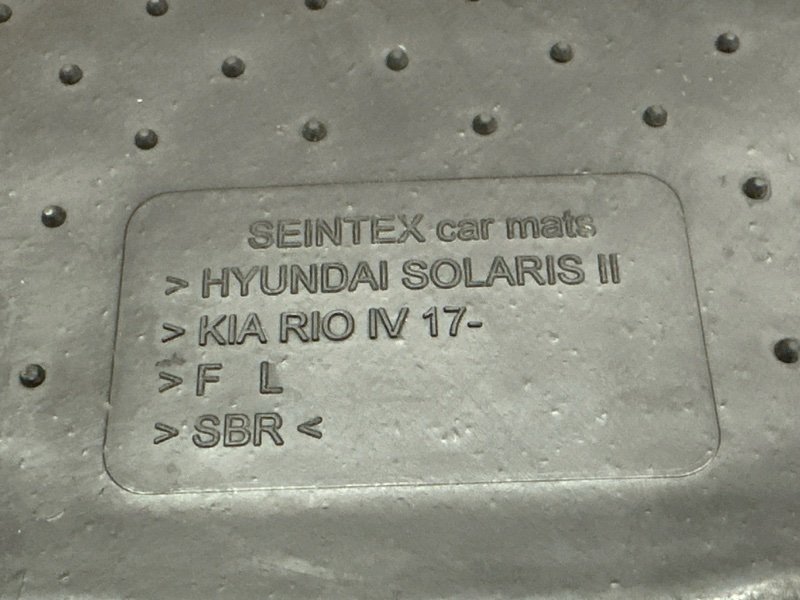 SEINTEX car mats
> HYUNDAI SOLARIS II
> KIA RIO IV 17-
> F L
> SBR <